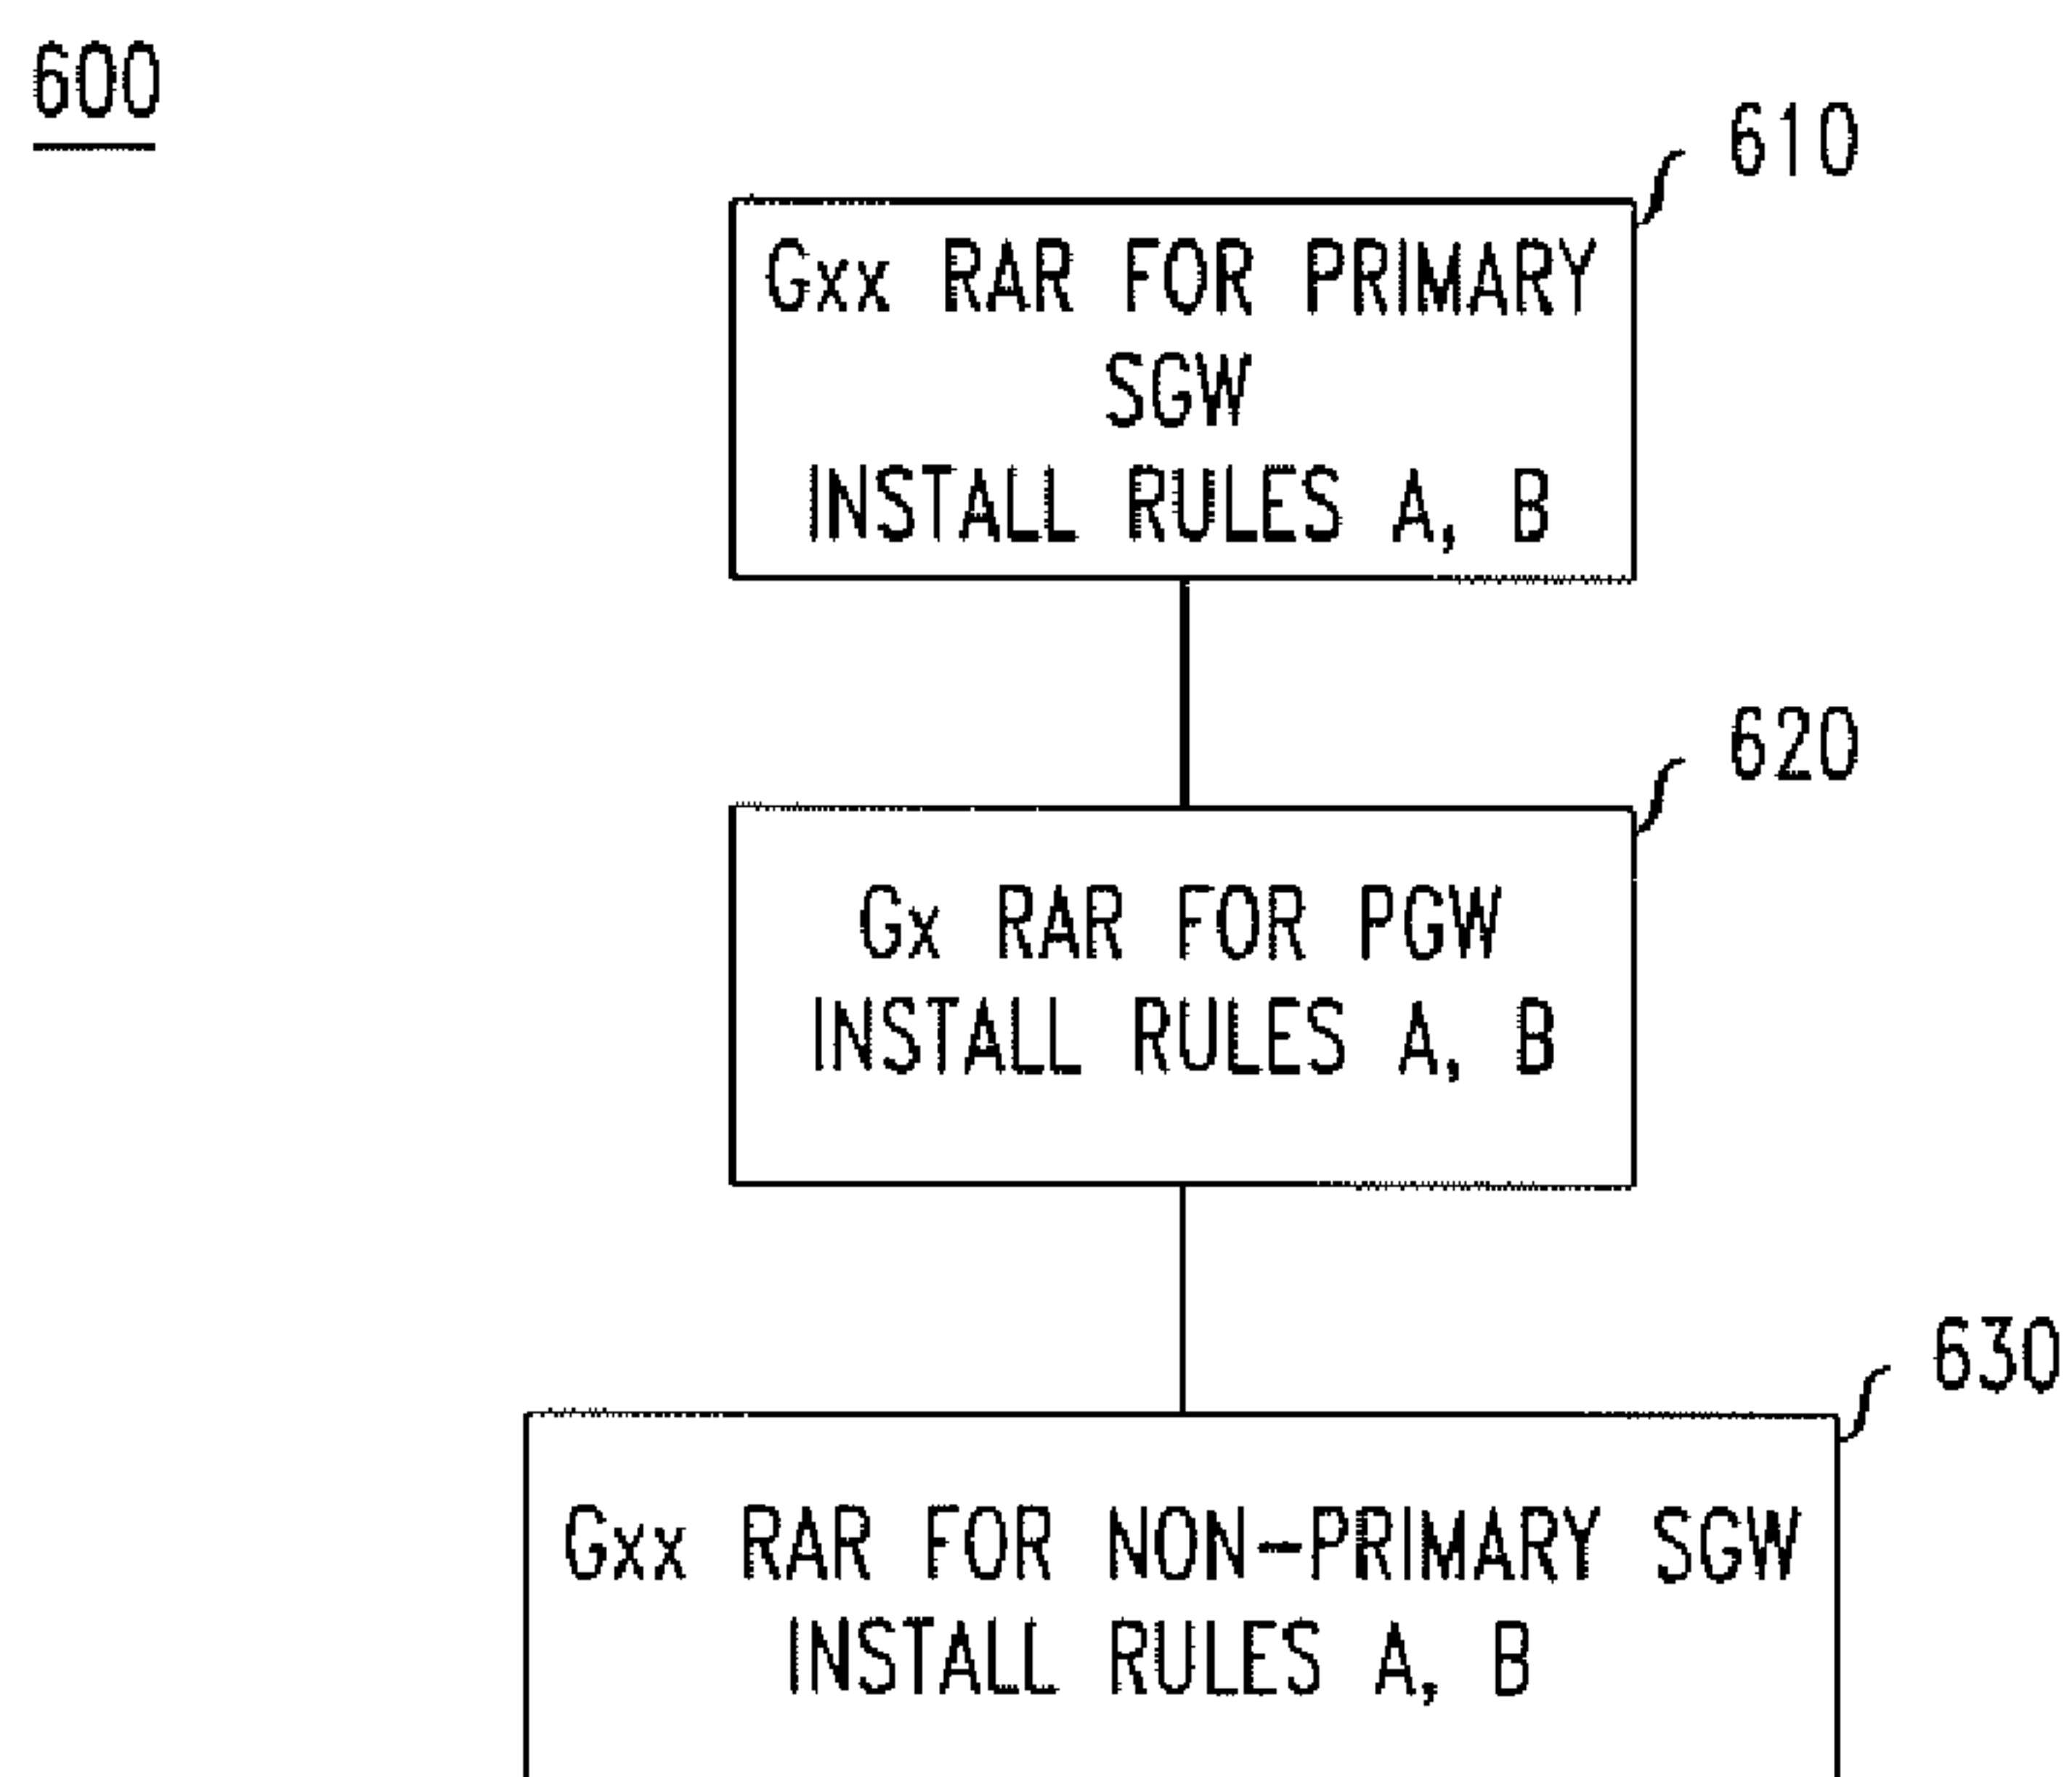 600
610
Gxx RAR FOR PRIMARY
SGW
INSTALL RULES A, B
620
Gx RAR FOR PGW
INSTALL RULES A, B
630
Gxx RAR FOR NON-PRIMARY SGW
INSTALL RULES A, B